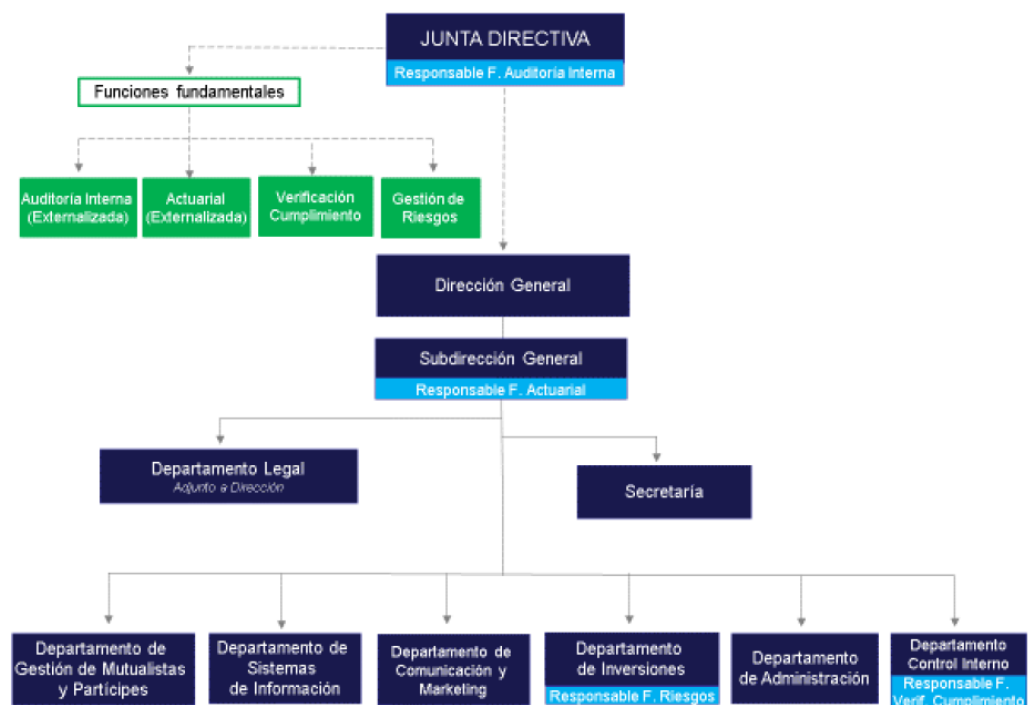 JUNTA DIRECTIVA
Responsable F. Auditoría Interna
Funciones fundamentales
Auditoría Interna
(Externalizada)
Actuarial
(Externalizada)
Verificación
Cumplimiento
Gestión de
Riesgos
Dirección General
Subdirección General
Responsable F. Actuarial
Departamento Legal
Adjunto a Dirección
Secretaría
Departamento de
Gestión de Mutualistas
y Partícipes
Departamento de
Sistemas
de Información
Departamento de
Comunicación y
Marketing
Departamento
de Inversiones
Responsable F. Riesgos
Departamento
de Administración
Departamento
Control Interno
Responsable F.
Verif. Cumplimiento